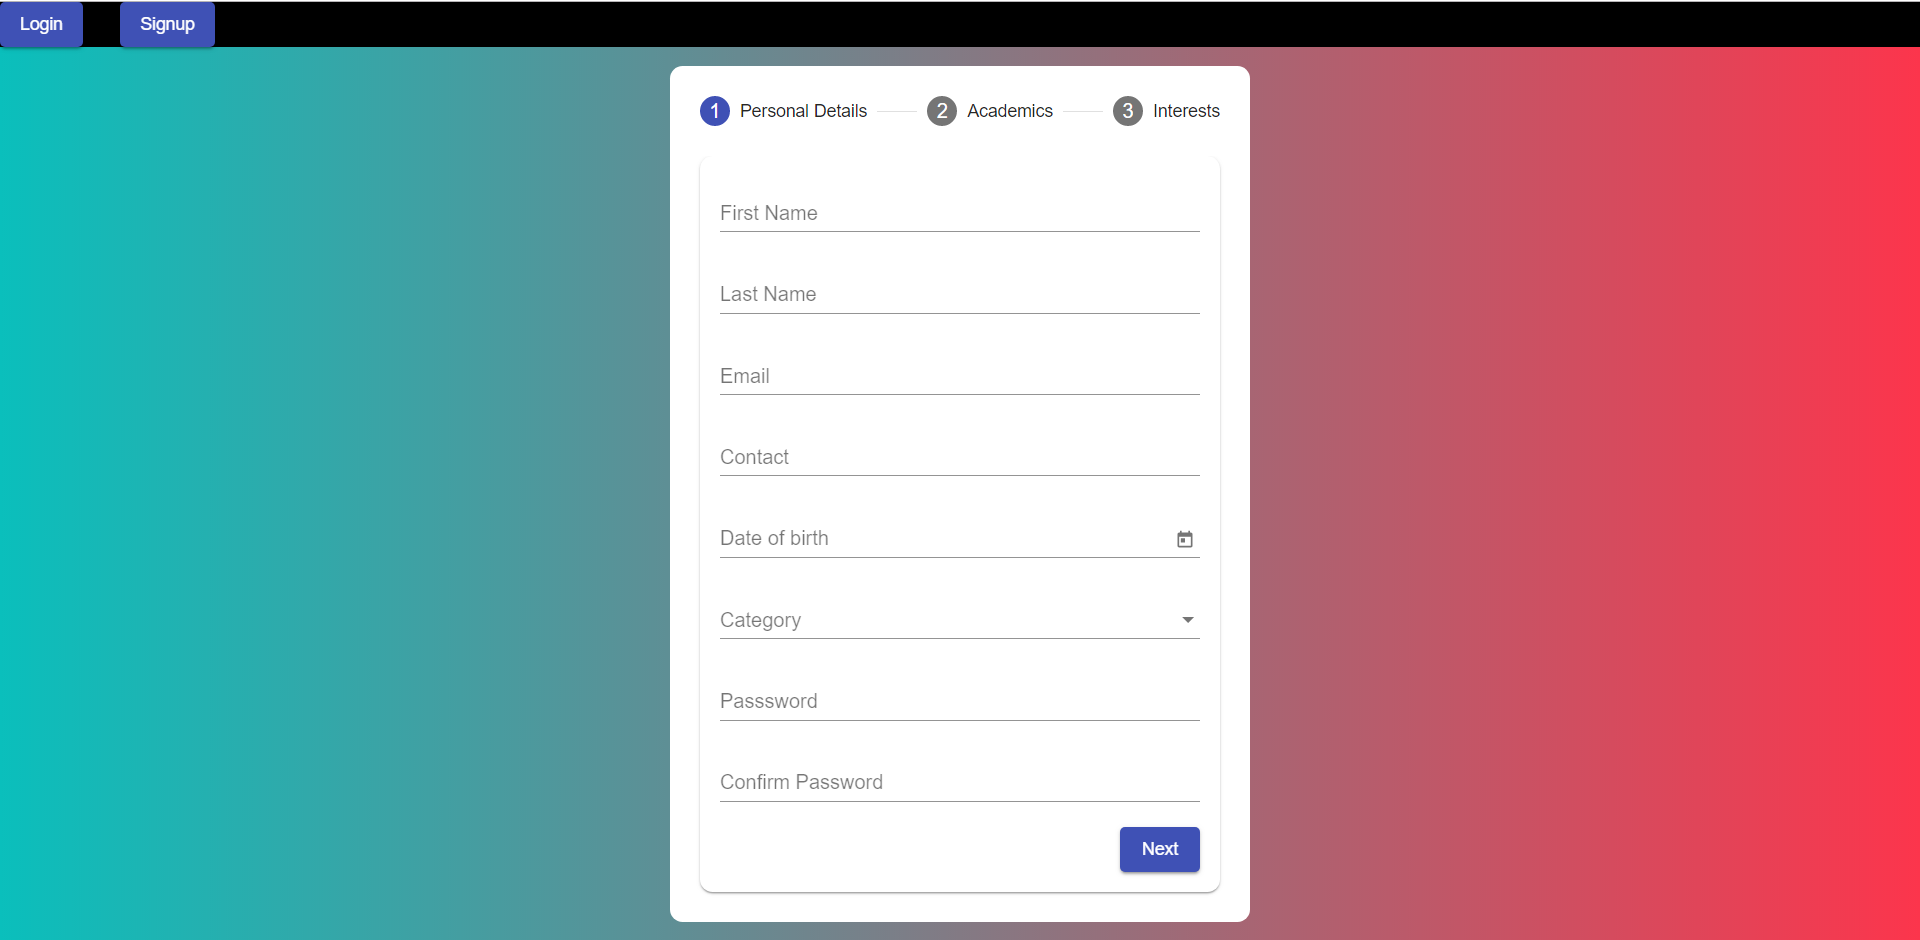 Login Signup
1 Personal Details 2 Academics 3 Interests
First Name
Last Name
Email
Contact
Date of birth
Category
Passsword
Confirm Password
Next